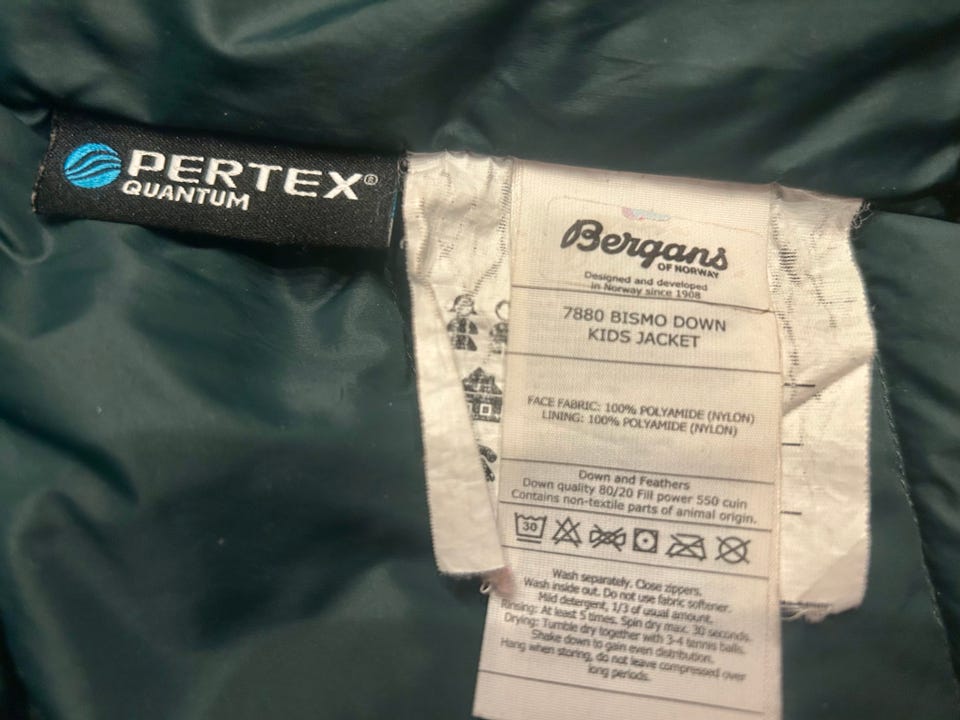 PERTEX®
QUANTUM
Bergans
OF NORWAY
Designed and developed
in Norway since 1908
7880 BISMO DOWN
KIDS JACKET
FACE FABRIC: 100% POLYAMIDE (NYLON)
LINING: 100% POLYAMIDE (NYLON)
Down and Feathers
Down quality 80/20 Fill power 550 cuin
Contains non-textile parts of animal origin.
30
Wash separately. Close zippers.
Wash inside out. Do not use fabric softener.
Mild detergent, 1/3 of usual amount.
Rinsing: At least 5 times. Spin dry max. 30 seconds.
Drying: Tumble dry together with 3-4 tennis balls.
Shake down to gain even distribution.
Hang when storing, do not leave compressed over
long periods.